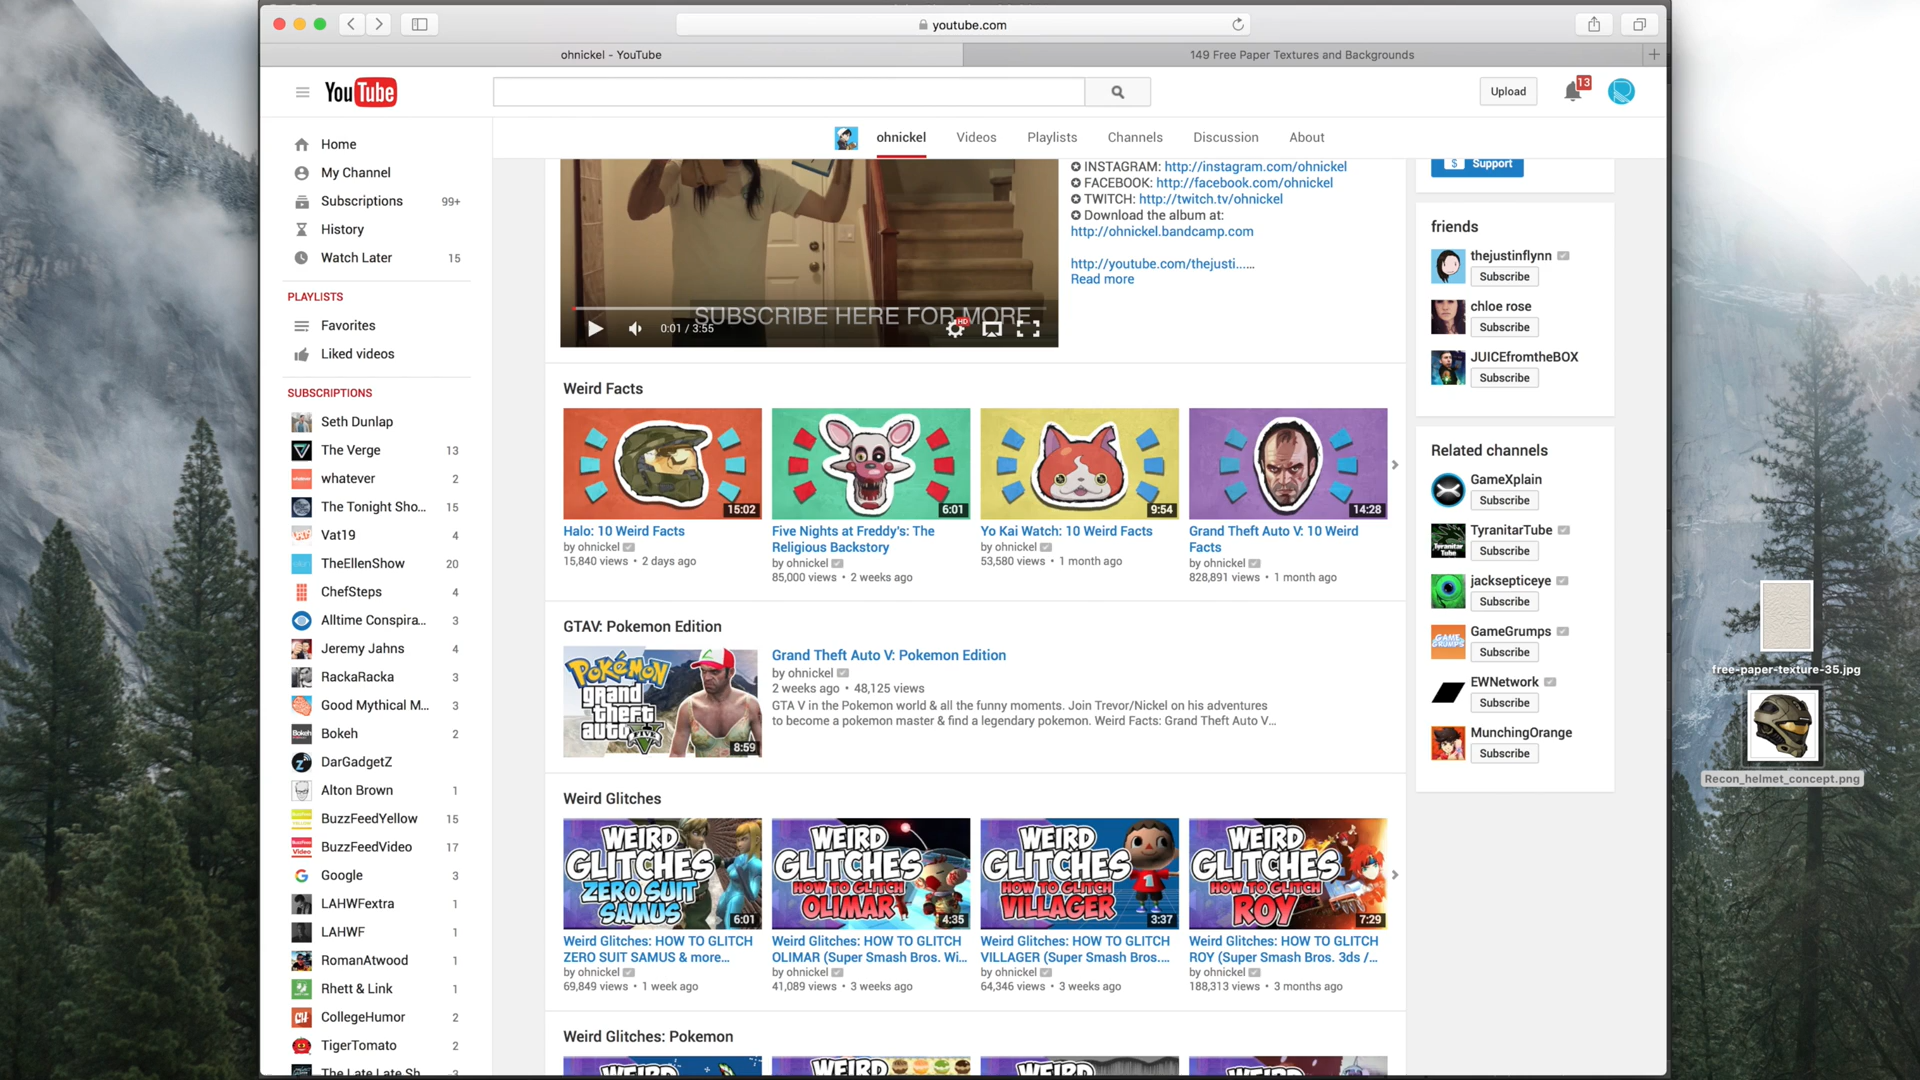 youtube.com
ohnickel - YouTube
149 Free Paper Textures and Backgrounds
YouTube
Upload
13
ohnickel
Videos
Playlists
Channels
Discussion
About
Home
My Channel
Subscriptions 99+
History
Watch Later 15
PLAYLISTS
Favorites
Liked videos
SUBSCRIPTIONS
Seth Dunlap
The Verge 13
whatever 2
The Tonight Sho... 15
Vat19 4
TheEllenShow 20
ChefSteps 4
Alltime Conspira... 3
Jeremy Jahns 4
RackaRacka 3
Good Mythical M... 3
Bokeh 2
DarGadgetZ
Alton Brown 1
BuzzFeedYellow 15
BuzzFeedVideo 17
Google 3
LAHWFextra 1
LAHWF 1
RomanAtwood 1
Rhett & Link 1
CollegeHumor 2
TigerTomato 2
The Late Late Sh 3
SUBSCRIBE HERE FOR MORE
0:01 / 3:55
HD
✪ INSTAGRAM: http://instagram.com/ohnickel
✪ FACEBOOK: http://facebook.com/ohnickel
✪ TWITCH: http://twitch.tv/ohnickel
✪ Download the album at:
http://ohnickel.bandcamp.com
http://youtube.com/thejusti......
Read more
Weird Facts
15:02
Halo: 10 Weird Facts
by ohnickel
15,840 views • 2 days ago
6:01
Five Nights at Freddy's: The
Religious Backstory
by ohnickel
85,000 views • 2 weeks ago
9:54
Yo Kai Watch: 10 Weird Facts
by ohnickel
53,580 views • 1 month ago
14:28
Grand Theft Auto V: 10 Weird
Facts
by ohnickel
828,891 views • 1 month ago
GTAV: Pokemon Edition
POKéMON
grand
theft
auto
FIVE
8:59
Grand Theft Auto V: Pokemon Edition
by ohnickel
2 weeks ago • 48,125 views
GTA V in the Pokemon world & all the funny moments. Join Trevor/Nickel on his adventures
to become a pokemon master & find a legendary pokemon. Weird Facts: Grand Theft Auto V...
Weird Glitches
WEIRD
GLITCHES
ZERO SUIT
SAMUS
6:01
Weird Glitches: HOW TO GLITCH
ZERO SUIT SAMUS & more...
by ohnickel
69,849 views • 1 week ago
WEIRD
GLITCHES
HOW TO GLITCH
OLIMAR
4:35
Weird Glitches: HOW TO GLITCH
OLIMAR (Super Smash Bros. Wi...
by ohnickel
41,089 views • 3 weeks ago
WEIRD
GLITCHES
HOW TO GLITCH
VILLAGER
1
3:37
Weird Glitches: HOW TO GLITCH
VILLAGER (Super Smash Bros....
by ohnickel
64,346 views • 3 weeks ago
WEIRD
GLITCHES
HOW TO GLITCH
ROY
7:29
Weird Glitches: HOW TO GLITCH
ROY (Super Smash Bros. 3ds /...
by ohnickel
188,313 views • 3 months ago
Weird Glitches: Pokemon
WEIRD
WEIRD
WEIRD
WEIRD
$ Support
friends
thejustinflynn
Subscribe
chloe rose
Subscribe
JUICEfromtheBOX
Subscribe
Related channels
GameXplain
Subscribe
TyranitarTube
Subscribe
jacksepticeye
Subscribe
GAME
GRUMPS
GameGrumps
Subscribe
EWNetwork
Subscribe
MunchingOrange
Subscribe
free-paper-texture-35.jpg
Recon_helmet_concept.png